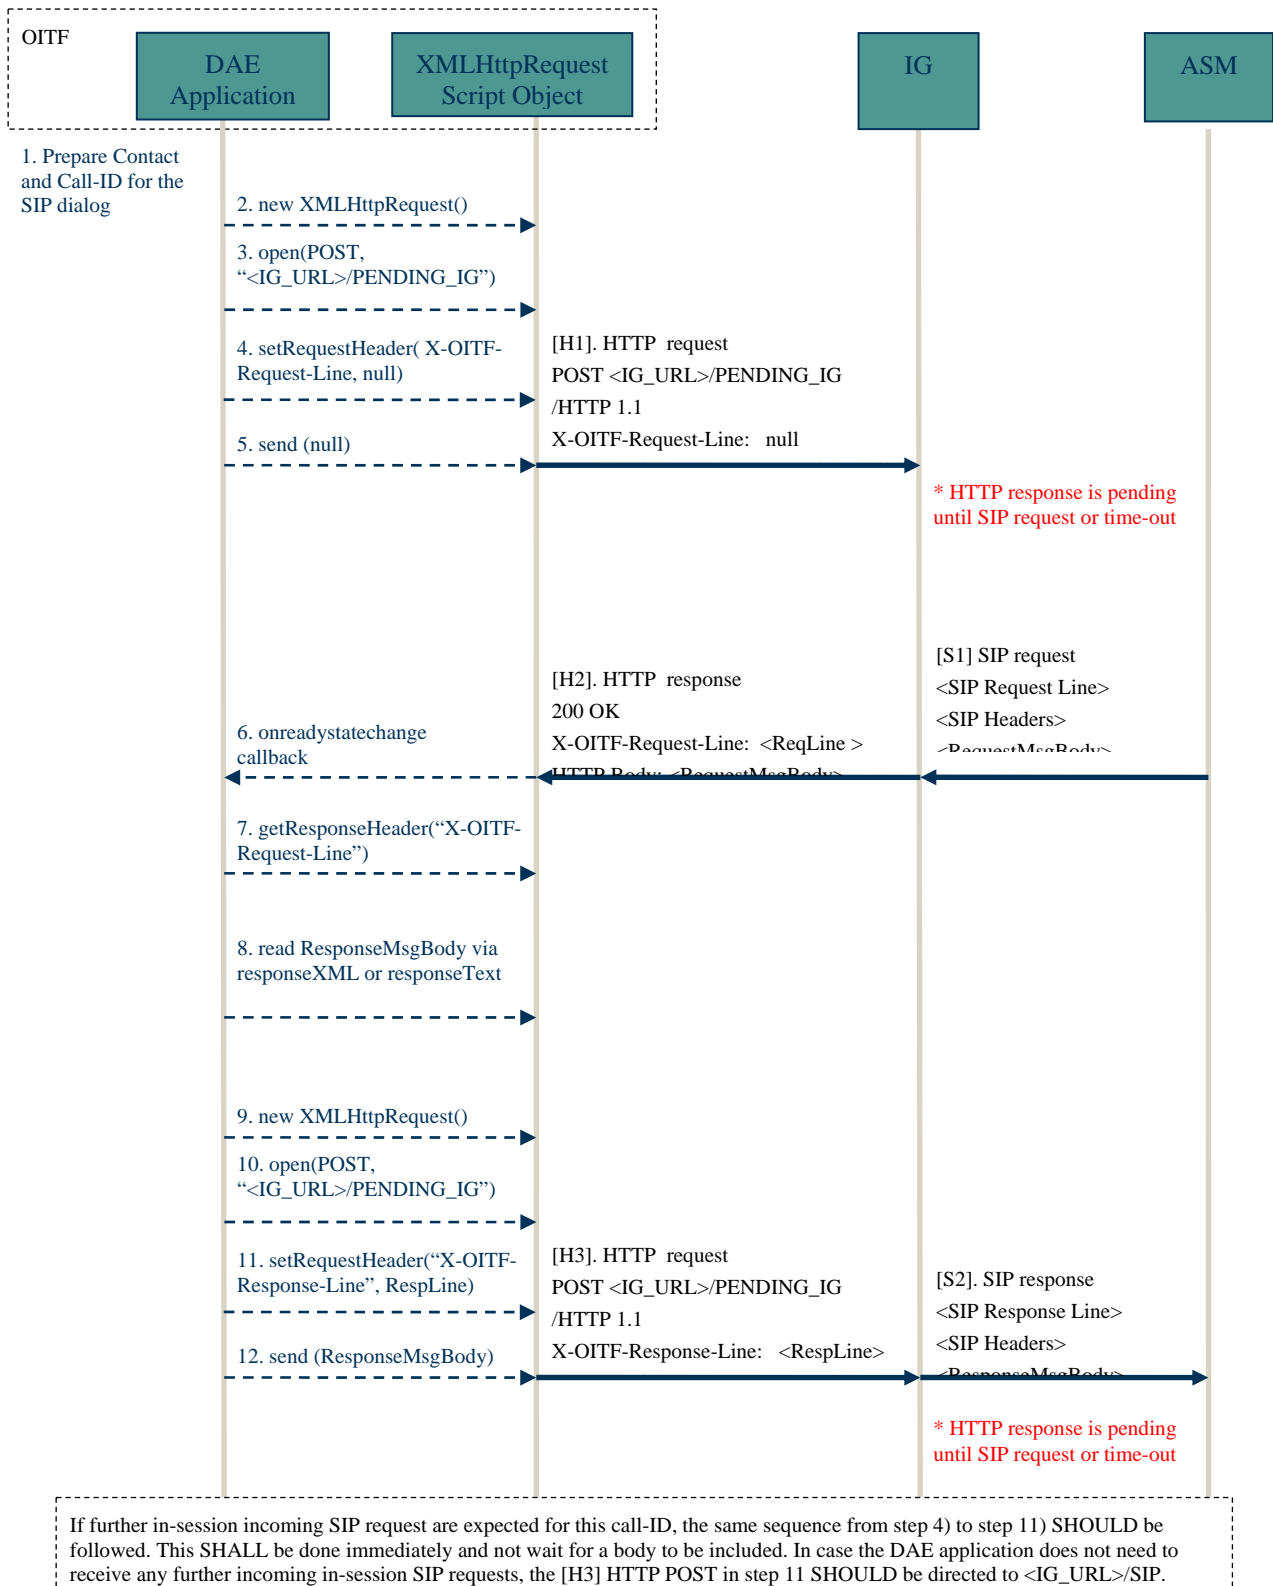 OITF
DAE
Application
XMLHttpRequest
Script Object
IG
ASM
1. Prepare Contact
and Call-ID for the
SIP dialog
2. new XMLHttpRequest()
3. open(POST,
“<IG_URL>/PENDING_IG”)
4. setRequestHeader( X-OITF-
Request-Line, null)
[H1]. HTTP request
POST <IG_URL>/PENDING_IG
/HTTP 1.1
X-OITF-Request-Line: null
5. send (null)
* HTTP response is pending
until SIP request or time-out
[S1] SIP request
<SIP Request Line>
<SIP Headers>
<RequestMsgBody>
[H2]. HTTP response
200 OK
X-OITF-Request-Line: <ReqLine >
HTTP Body: <RequestMsgBody>
6. onreadystatechange
callback
7. getResponseHeader(“X-OITF-
Request-Line”)
8. read ResponseMsgBody via
responseXML or responseText
9. new XMLHttpRequest()
10. open(POST,
“<IG_URL>/PENDING_IG”)
11. setRequestHeader(“X-OITF-
Response-Line”, RespLine)
[H3]. HTTP request
POST <IG_URL>/PENDING_IG
/HTTP 1.1
X-OITF-Response-Line: <RespLine>
[S2]. SIP response
<SIP Response Line>
<SIP Headers>
<ResponseMsgBody>
12. send (ResponseMsgBody)
* HTTP response is pending
until SIP request or time-out
If further in-session incoming SIP request are expected for this call-ID, the same sequence from step 4) to step 11) SHOULD be
followed. This SHALL be done immediately and not wait for a body to be included. In case the DAE application does not need to
receive any further incoming in-session SIP requests, the [H3] HTTP POST in step 11 SHOULD be directed to <IG_URL>/SIP.